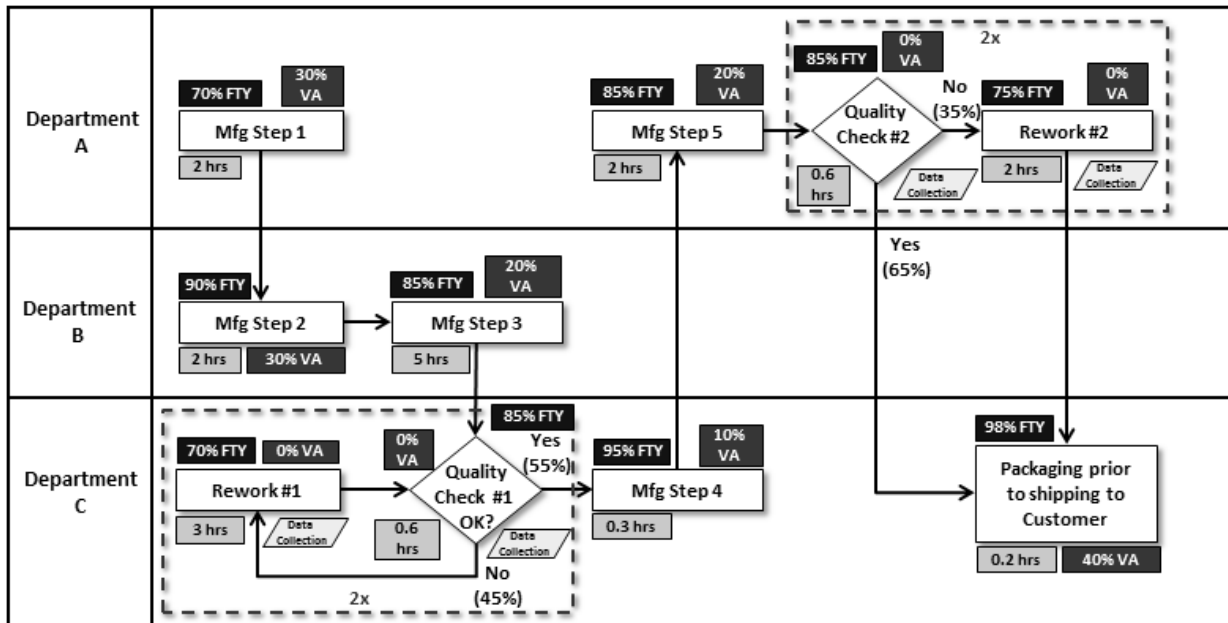 Department
A
70% FTY
30%
VA
Mfg Step 1
2 hrs
85% FTY
20%
VA
Mfg Step 5
2 hrs
2x
85% FTY
0%
VA
Quality
Check #2
No
(35%)
0.6
hrs
Data
Collection
75% FTY
0%
VA
Rework #2
2 hrs
Data
Collection
Yes
(65%)
Department
B
90% FTY
Mfg Step 2
2 hrs
30% VA
85% FTY
20%
VA
Mfg Step 3
5 hrs
Department
C
70% FTY
0% VA
Rework #1
3 hrs
Data
Collection
0%
VA
85% FTY
Quality
Check #1
OK?
Yes
(55%)
0.6
hrs
Data
Collection
No
(45%)
2x
95% FTY
10%
VA
Mfg Step 4
0.3 hrs
98% FTY
Packaging prior
to shipping to
Customer
0.2 hrs
40% VA